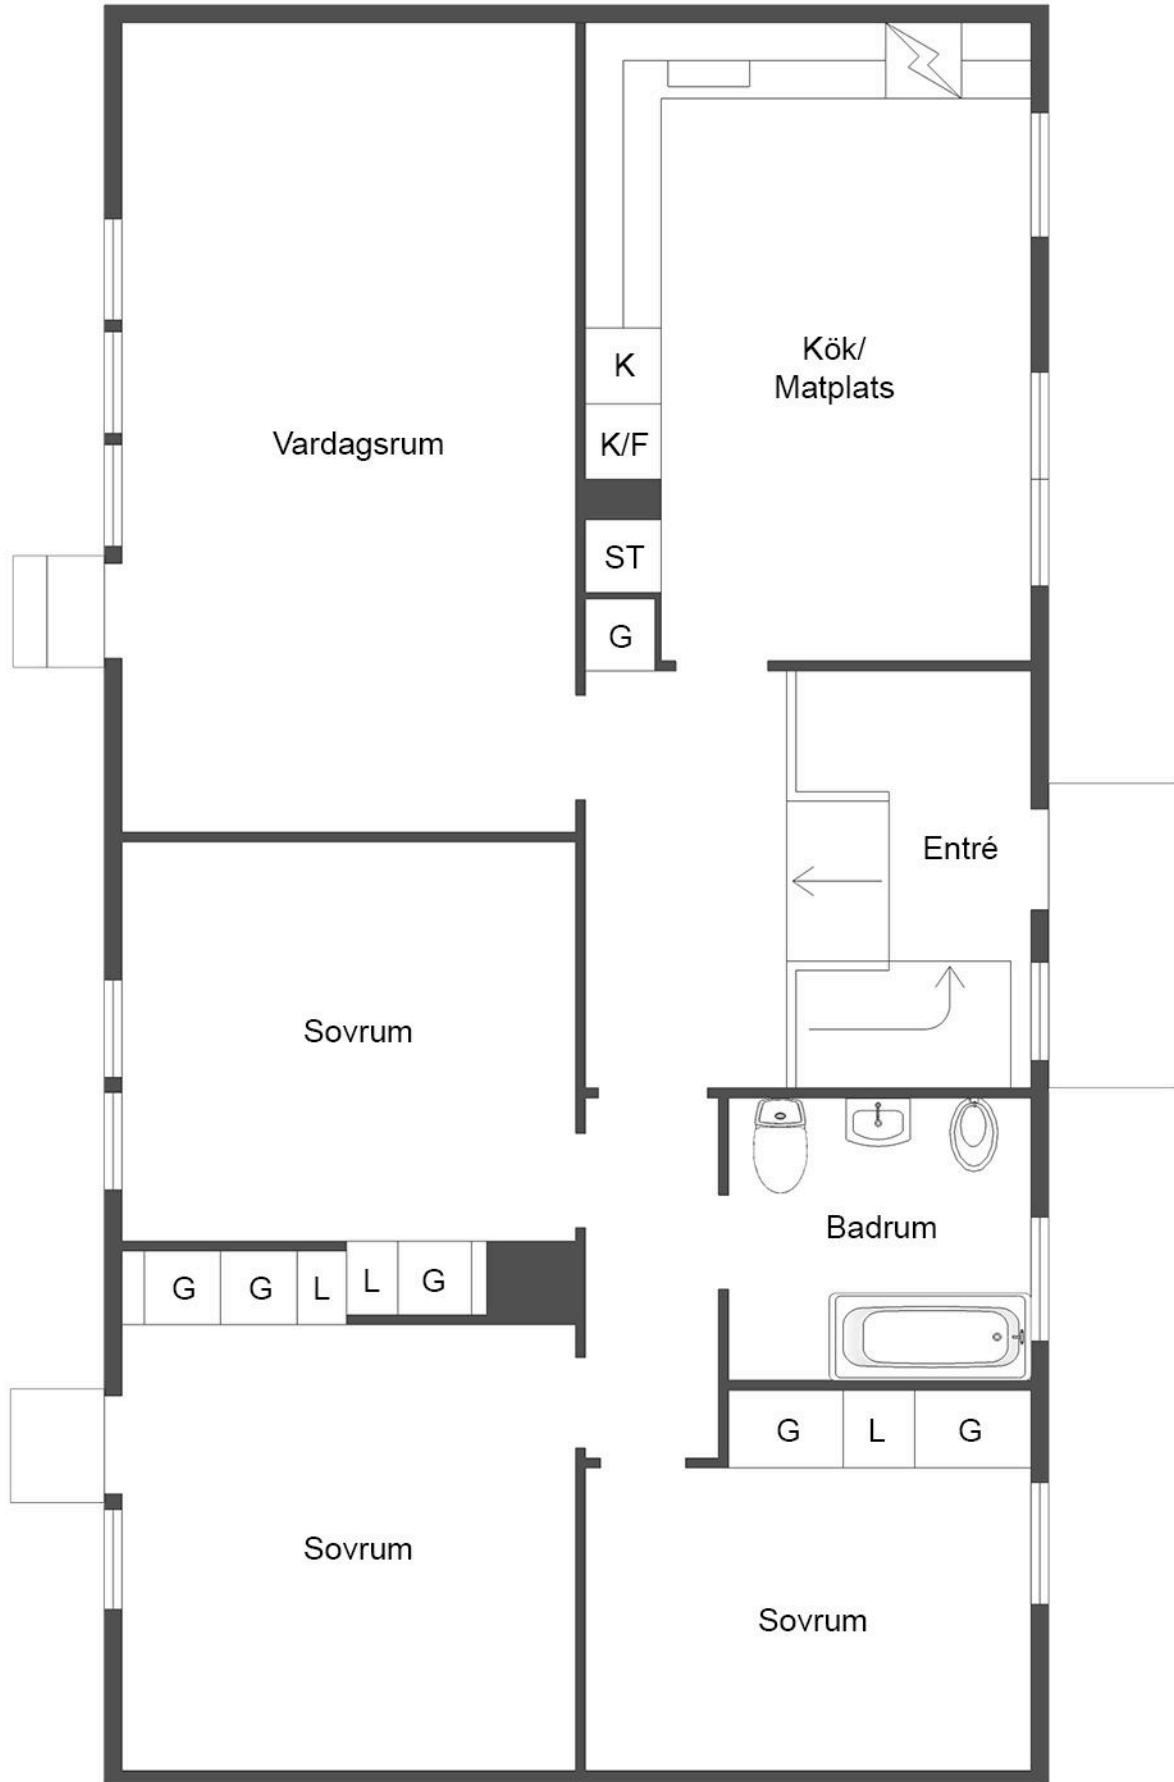 Kök/
Matplats
K
K/F
ST
G
Vardagsrum
Entré
Sovrum
Badrum
G G L L G
G L G
Sovrum
Sovrum